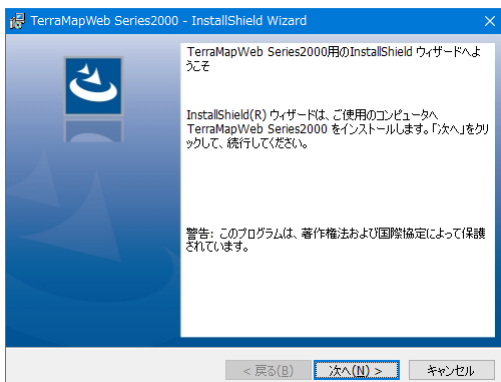 TerraMapWeb Series2000 - InstallShield Wizard
TerraMapWeb Series2000用のInstallShield ウィザードへよ
うこそ
InstallShield(R) ウィザードは、ご使用のコンピュータへ
TerraMapWeb Series2000 をインストールします。「次へ」をクリ
ックして、続行してください。
警告: このプログラムは、著作権法および国際協定によって保護
されています。
< 戻る(B)
次へ(N) >
キャンセル